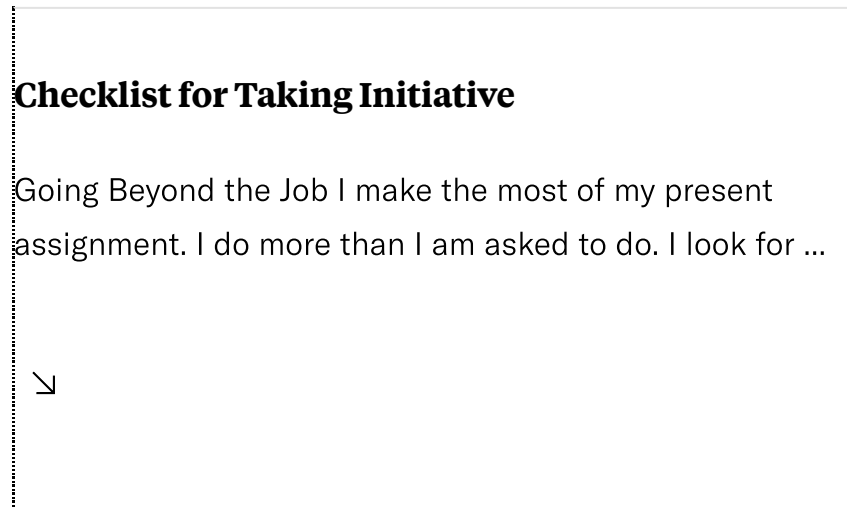 Checklist for Taking Initiative
Going Beyond the Job I make the most of my present
assignment. I do more than I am asked to do. I look for ...